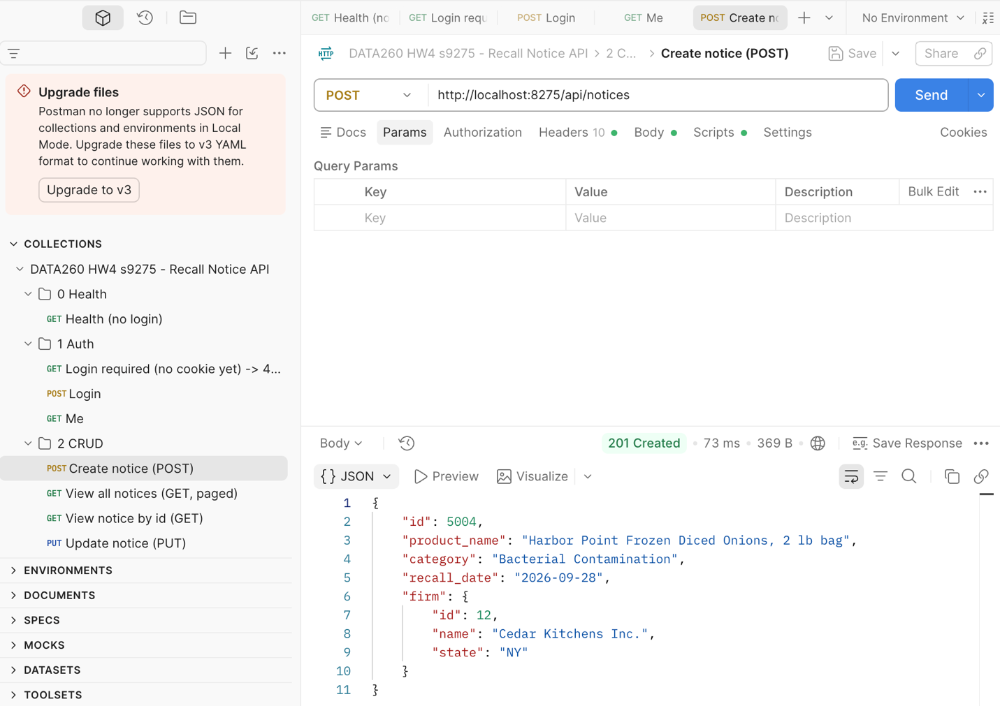 GET Health (no
GET Login requ
POST Login
GET Me
POST Create no
No Environment
HTTP
DATA260 HW4 s9275 - Recall Notice API > 2 C... > Create notice (POST)
Save
Share
Upgrade files
Postman no longer supports JSON for
collections and environments in Local
Mode. Upgrade these files to v3 YAML
format to continue working with them.
Upgrade to v3
POST
http://localhost:8275/api/notices
Send
Docs
Params
Authorization
Headers 10
Body
Scripts
Settings
Cookies
Query Params
Key
Value
Description
Bulk Edit
Key
Value
Description
COLLECTIONS
DATA260 HW4 s9275 - Recall Notice API
0 Health
GET Health (no login)
1 Auth
GET Login required (no cookie yet) -> 4...
POST Login
GET Me
2 CRUD
POST Create notice (POST)
GET View all notices (GET, paged)
GET View notice by id (GET)
PUT Update notice (PUT)
ENVIRONMENTS
DOCUMENTS
SPECS
MOCKS
DATASETS
TOOLSETS
Body
201 Created
73 ms
369 B
e.g. Save Response
{} JSON
Preview
Visualize
1 {
2 "id": 5004,
3 "product_name": "Harbor Point Frozen Diced Onions, 2 lb bag",
4 "category": "Bacterial Contamination",
5 "recall_date": "2026-09-28",
6 "firm": {
7 "id": 12,
8 "name": "Cedar Kitchens Inc.",
9 "state": "NY"
10 }
11 }